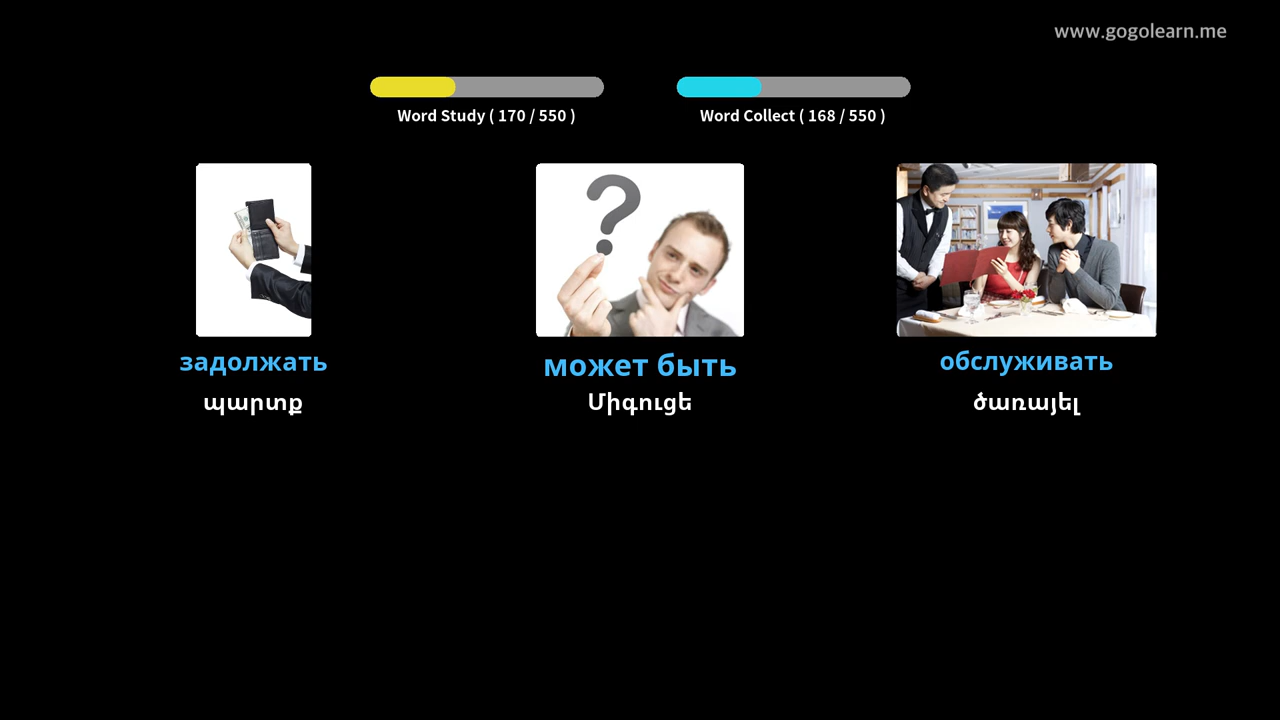 www.gogolearn.me
Word Study ( 170 / 550 )
Word Collect ( 168 / 550 )
задолжать
может быть
обслуживать
պարտք
Միգուցե
ծառայել